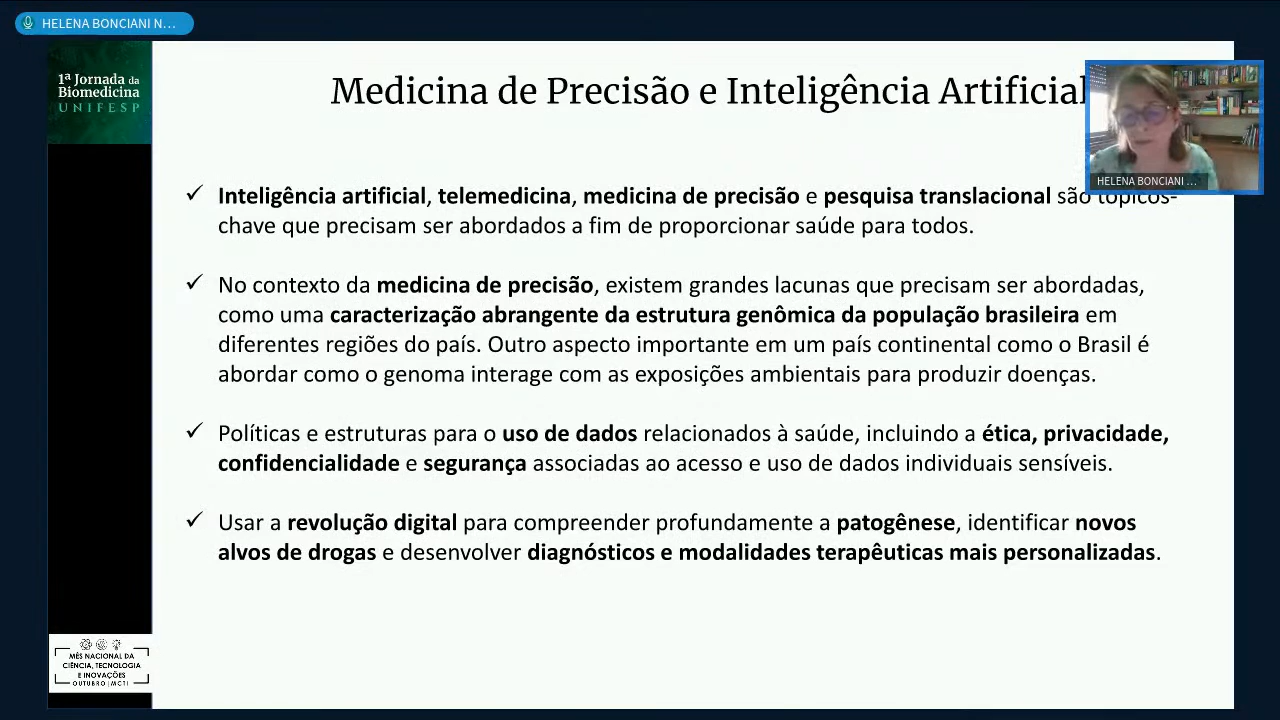 HELENA BONCIANI N...
1ª Jornada da
Biomedicina
UNIFESP
Medicina de Precisão e Inteligência Artificial
HELENA BONCIANI ...
✓ Inteligência artificial, telemedicina, medicina de precisão e pesquisa translacional são tópicos-
chave que precisam ser abordados a fim de proporcionar saúde para todos.
✓ No contexto da medicina de precisão, existem grandes lacunas que precisam ser abordadas,
como uma caracterização abrangente da estrutura genômica da população brasileira em
diferentes regiões do país. Outro aspecto importante em um país continental como o Brasil é
abordar como o genoma interage com as exposições ambientais para produzir doenças.
✓ Políticas e estruturas para o uso de dados relacionados à saúde, incluindo a ética, privacidade,
confidencialidade e segurança associadas ao acesso e uso de dados individuais sensíveis.
✓ Usar a revolução digital para compreender profundamente a patogênese, identificar novos
alvos de drogas e desenvolver diagnósticos e modalidades terapêuticas mais personalizadas.
MÊS NACIONAL DA
CIÊNCIA, TECNOLOGIA
E INOVAÇÕES
OUTUBRO | MCTI